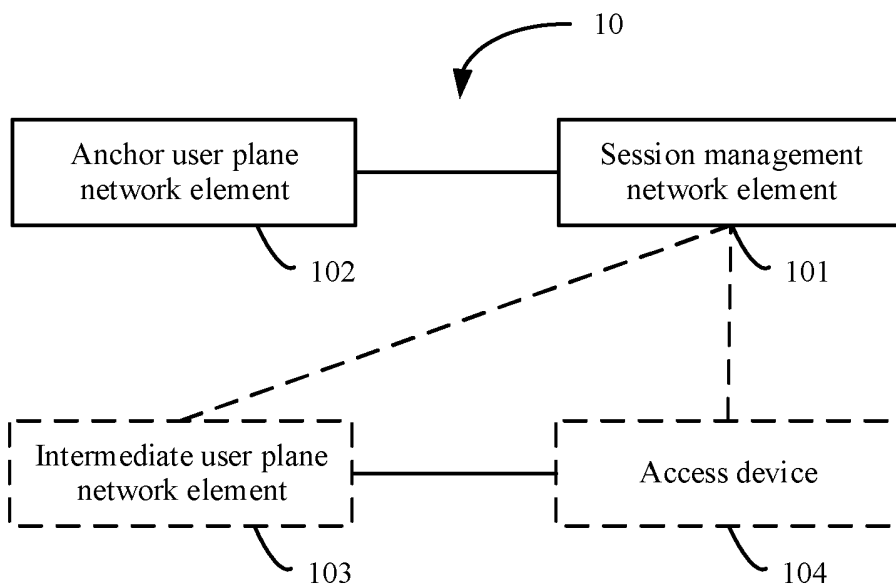 10
Anchor user plane
network element
Session management
network element
102
101
Intermediate user plane
network element
Access device
103
104